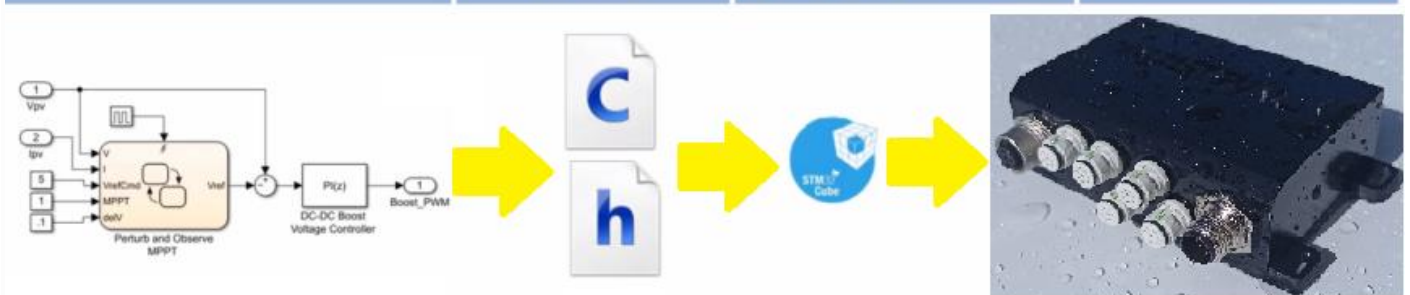 1
Vpv
2
Ipv
5
1
.1
V
I
VrefCmd
MPPT
delV
Vref
Perturb and Observe
MPPT
+
-
PI(z)
DC-DC Boost
Voltage Controller
1
Boost_PWM
C
h
STM32
Cube